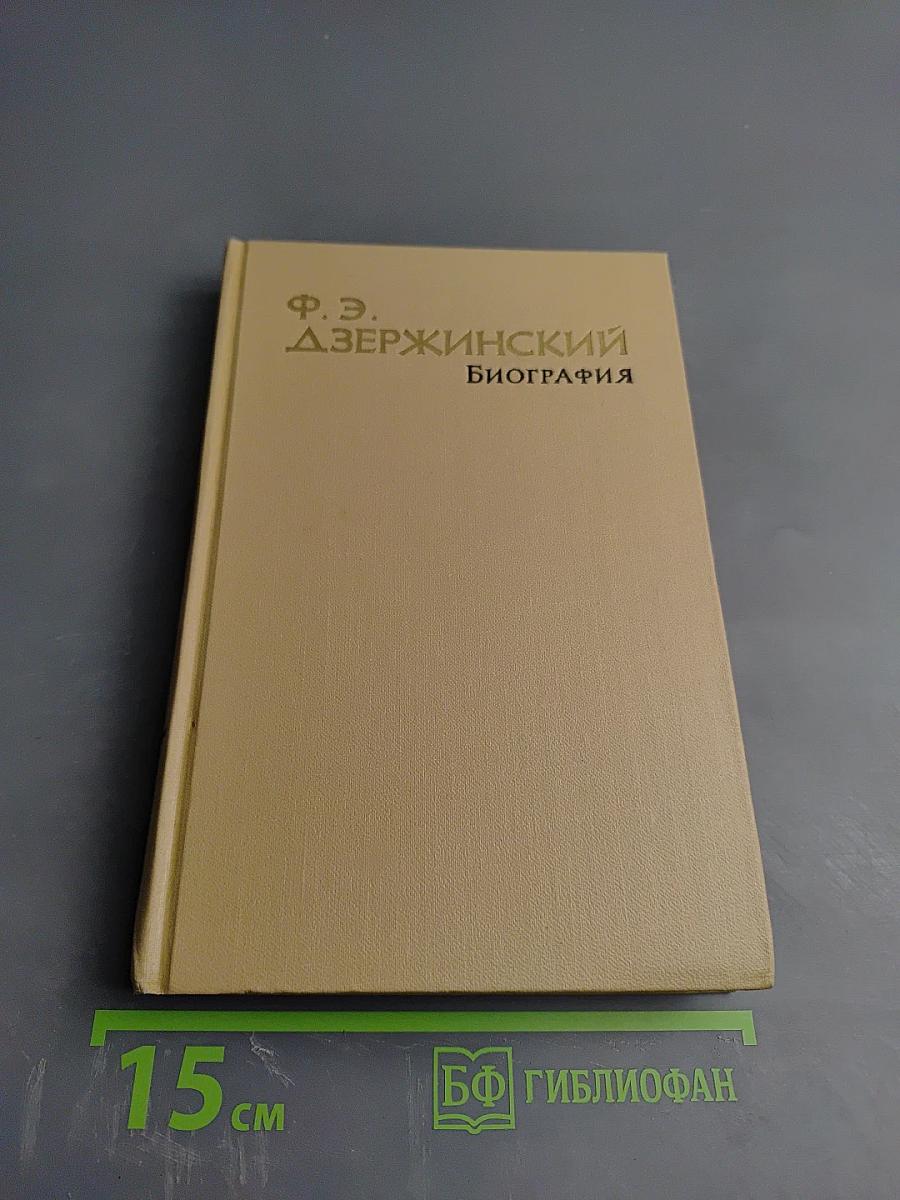 Ф. Э.
ДЗЕРЖИНСКИЙ
БИОГРАФИЯ
15 см
БФ ГИБЛИОФАН